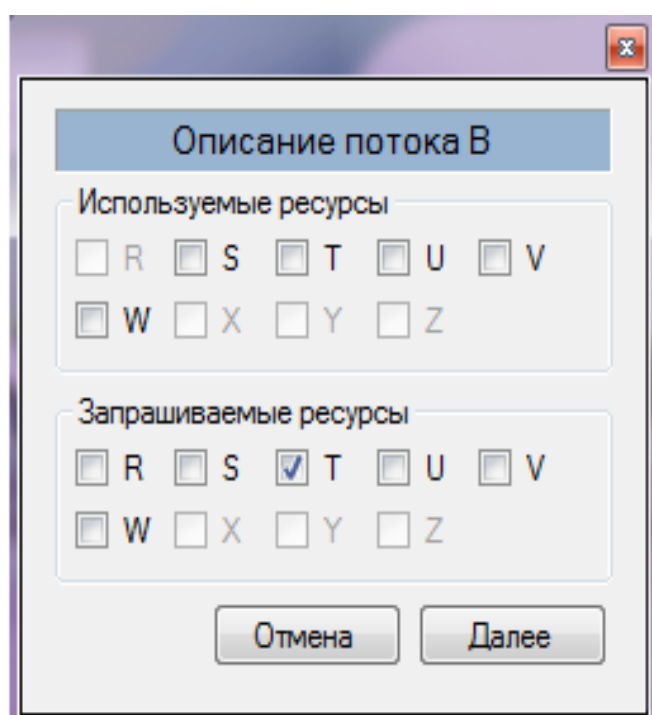 Описание потока В
Используемые ресурсы
R S T U V
W X Y Z
Запрашиваемые ресурсы
R S T U V
W X Y Z
Отмена Далее